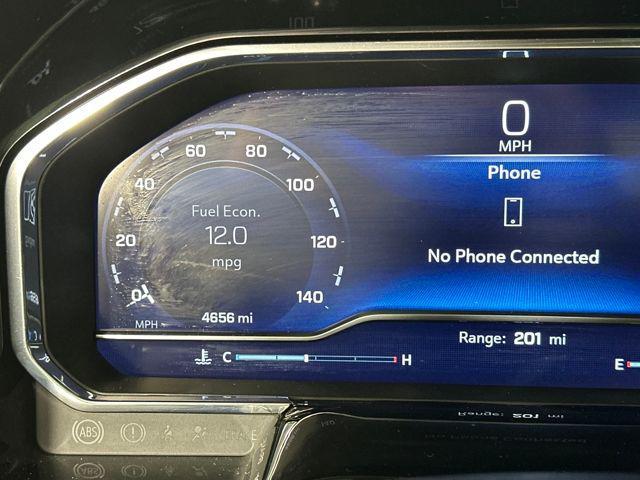 0
MPH
Phone
No Phone Connected
60 80
40 100
20 120
0 140
Fuel Econ.
12.0
mpg
MPH
4656 mi
Range: 201 mi
C H
E
ABS